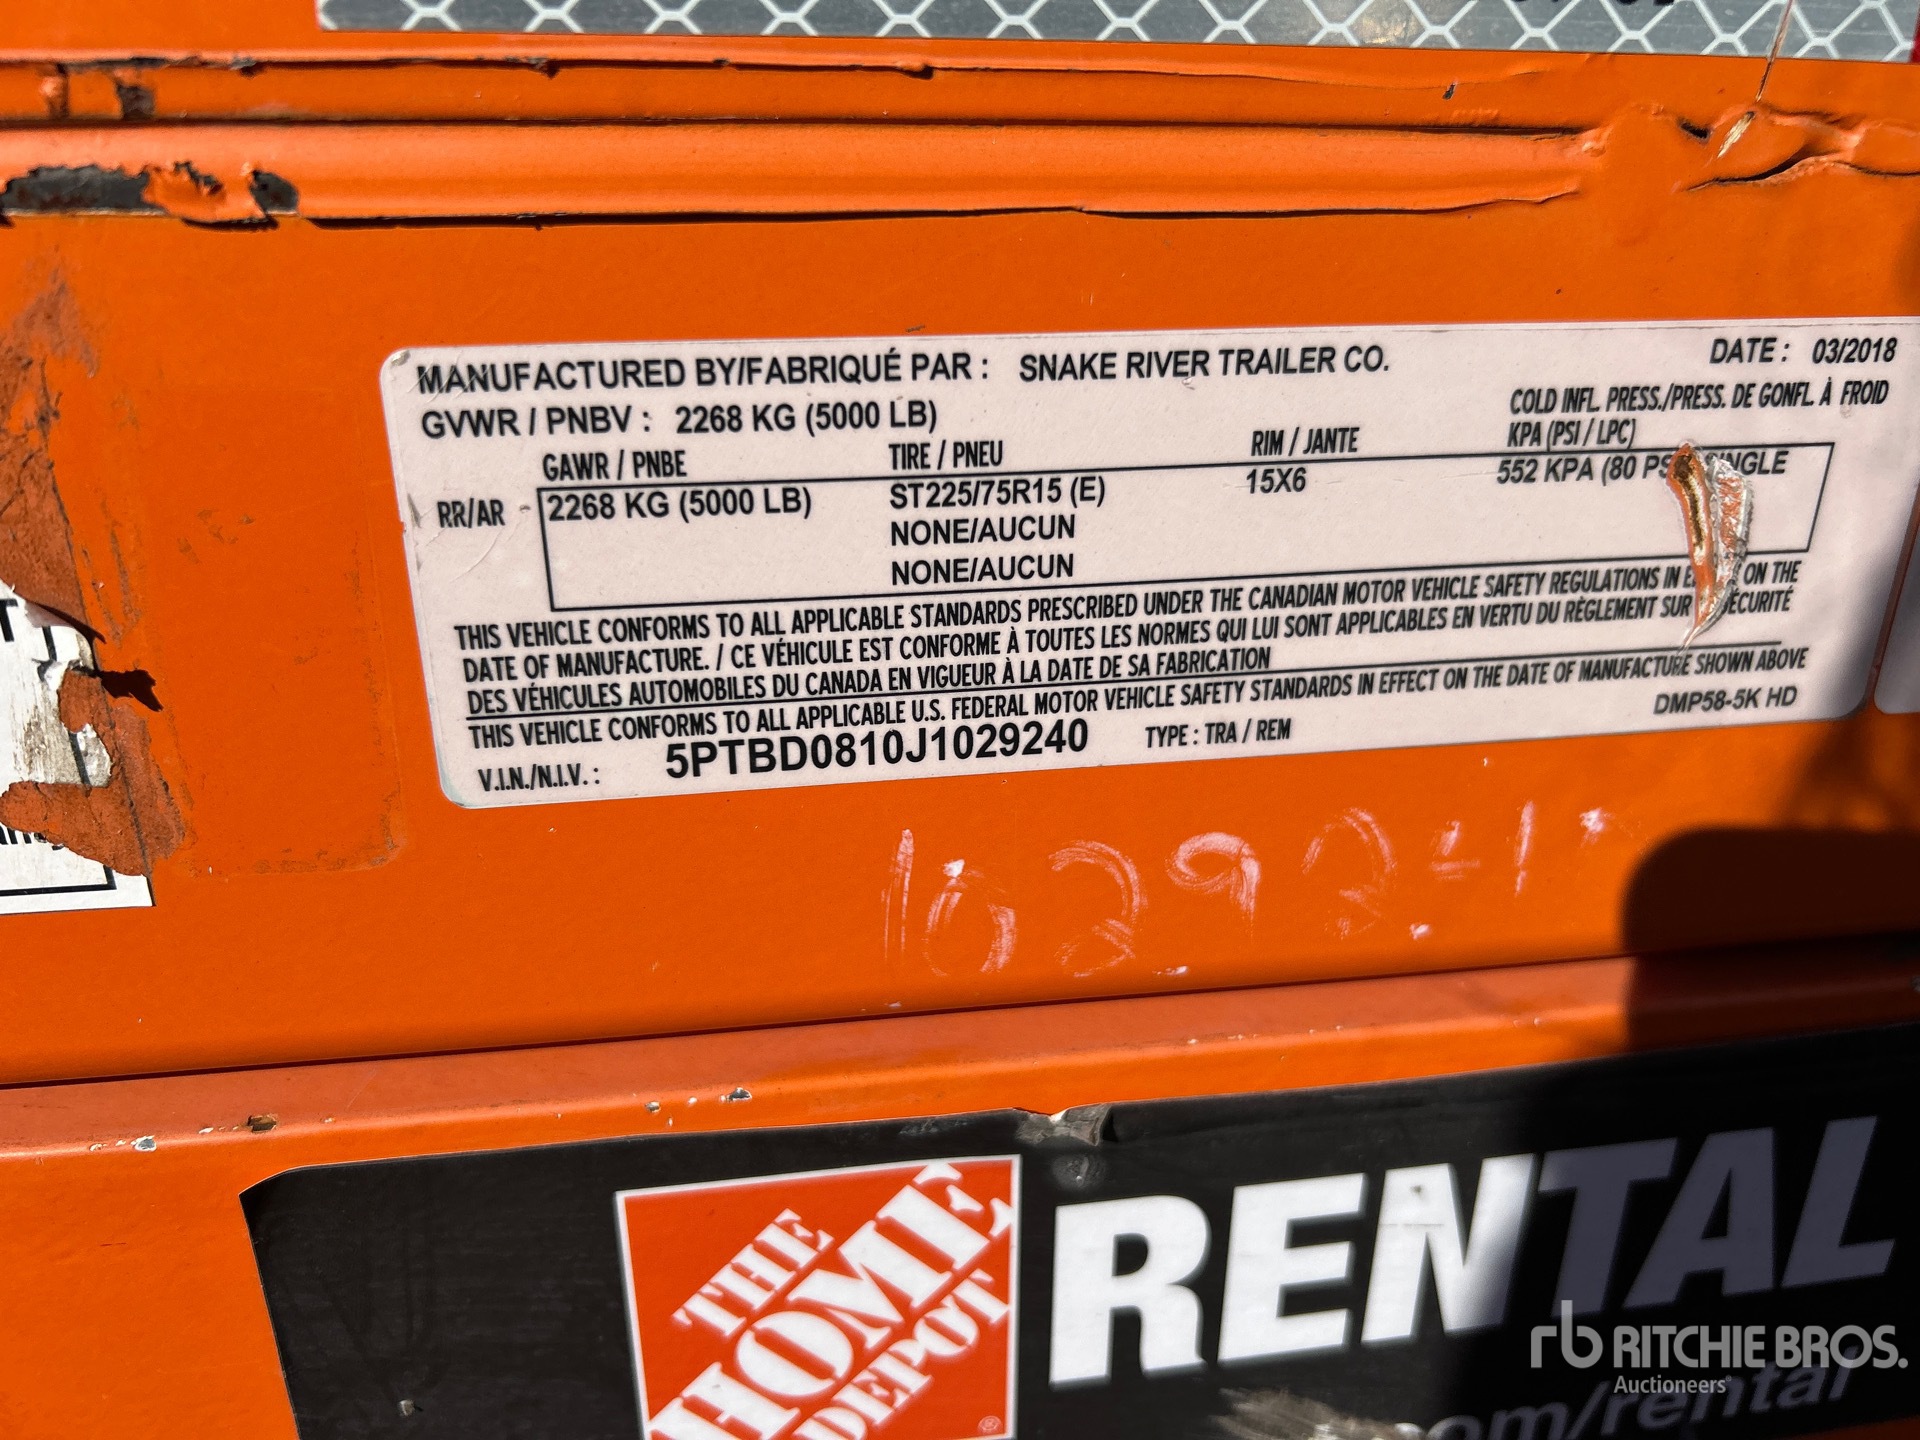 MANUFACTURED BY/FABRIQUÉ PAR : SNAKE RIVER TRAILER CO. DATE : 03/2018
GVWR / PNBV : 2268 KG (5000 LB)
COLD INFL. PRESS./PRESS. DE GONFL. À FROID
GAWR / PNBE TIRE / PNEU RIM / JANTE KPA (PSI / LPC)
RR/AR 2268 KG (5000 LB) ST225/75R15 (E) 15X6 552 KPA (80
NONE/AUCUN
NONE/AUCUN
THIS VEHICLE CONFORMS TO ALL APPLICABLE STANDARDS PRESCRIBED UNDER THE CANADIAN MOTOR VEHICLE SAFETY REGULATIONS IN ON THE
DATE OF MANUFACTURE. / CE VÉHICULE EST CONFORME À TOUTES LES NORMES QUI LUI SONT APPLICABLES EN VERTU DU RÈGLEMENT SUR
DES VÉHICULES AUTOMOBILES DU CANADA EN VIGUEUR À LA DATE DE SA FABRICATION
THIS VEHICLE CONFORMS TO ALL APPLICABLE U.S. FEDERAL MOTOR VEHICLE SAFETY STANDARDS IN EFFECT ON THE DATE OF MANUFACTURE SHOWN ABOVE
V.I.N./N.I.V. : 5PTBD0810J1029240 TYPE : TRA / REM DMP58-5K HD
THE
HOME
DEPOT
RENTAL
om/rental
rb RITCHIE BROS.
Auctioneers